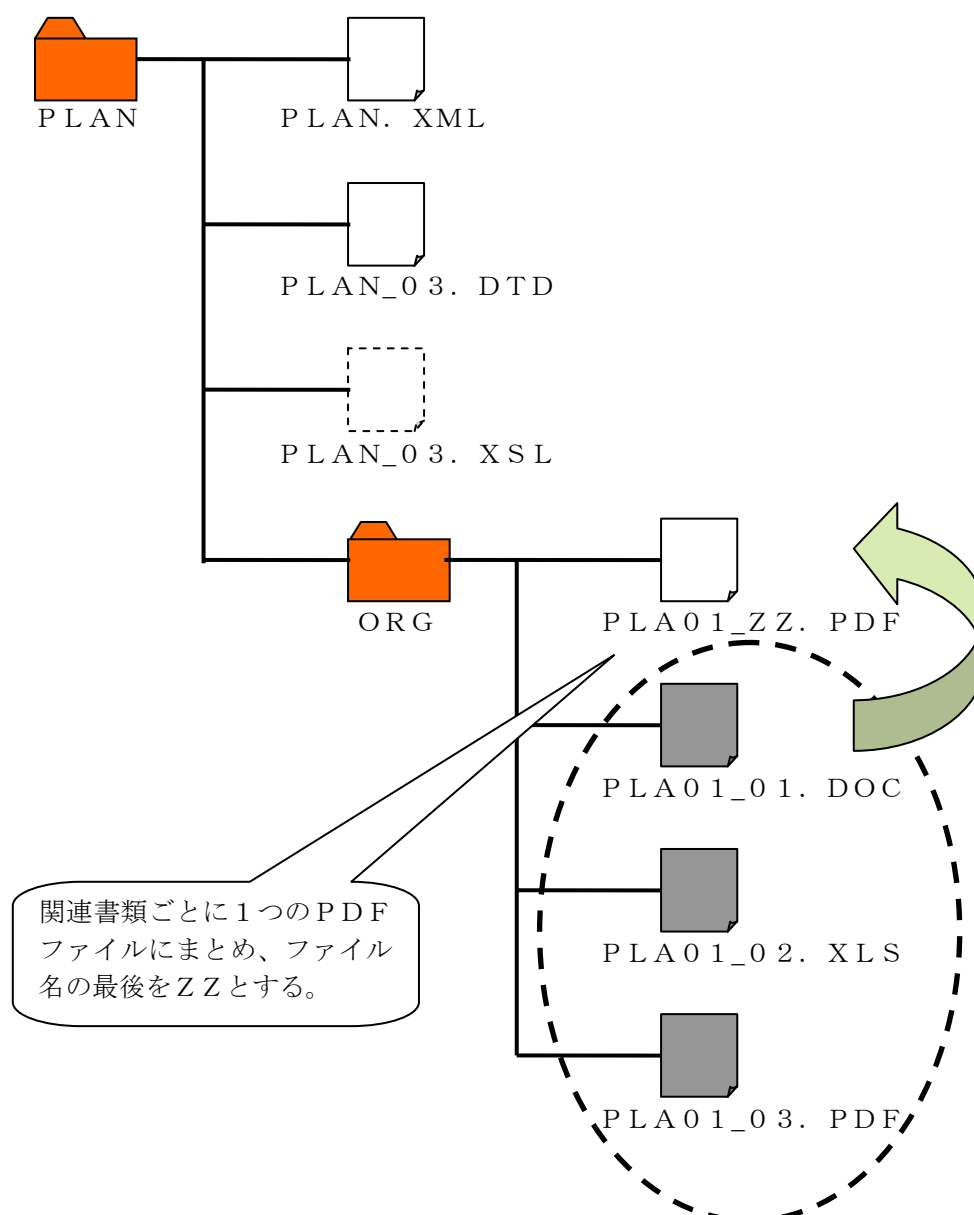 ＰＬＡＮ
ＰＬＡＮ．ＸＭＬ
ＰＬＡＮ_０３．ＤＴＤ
ＰＬＡＮ_０３．ＸＳＬ
ＯＲＧ
ＰＬＡ０１_ＺＺ．ＰＤＦ
ＰＬＡ０１_０１．ＤＯＣ
ＰＬＡ０１_０２．ＸＬＳ
ＰＬＡ０１_０３．ＰＤＦ
関連書類ごとに１つのＰＤＦ
ファイルにまとめ、ファイル
名の最後をＺＺとする。